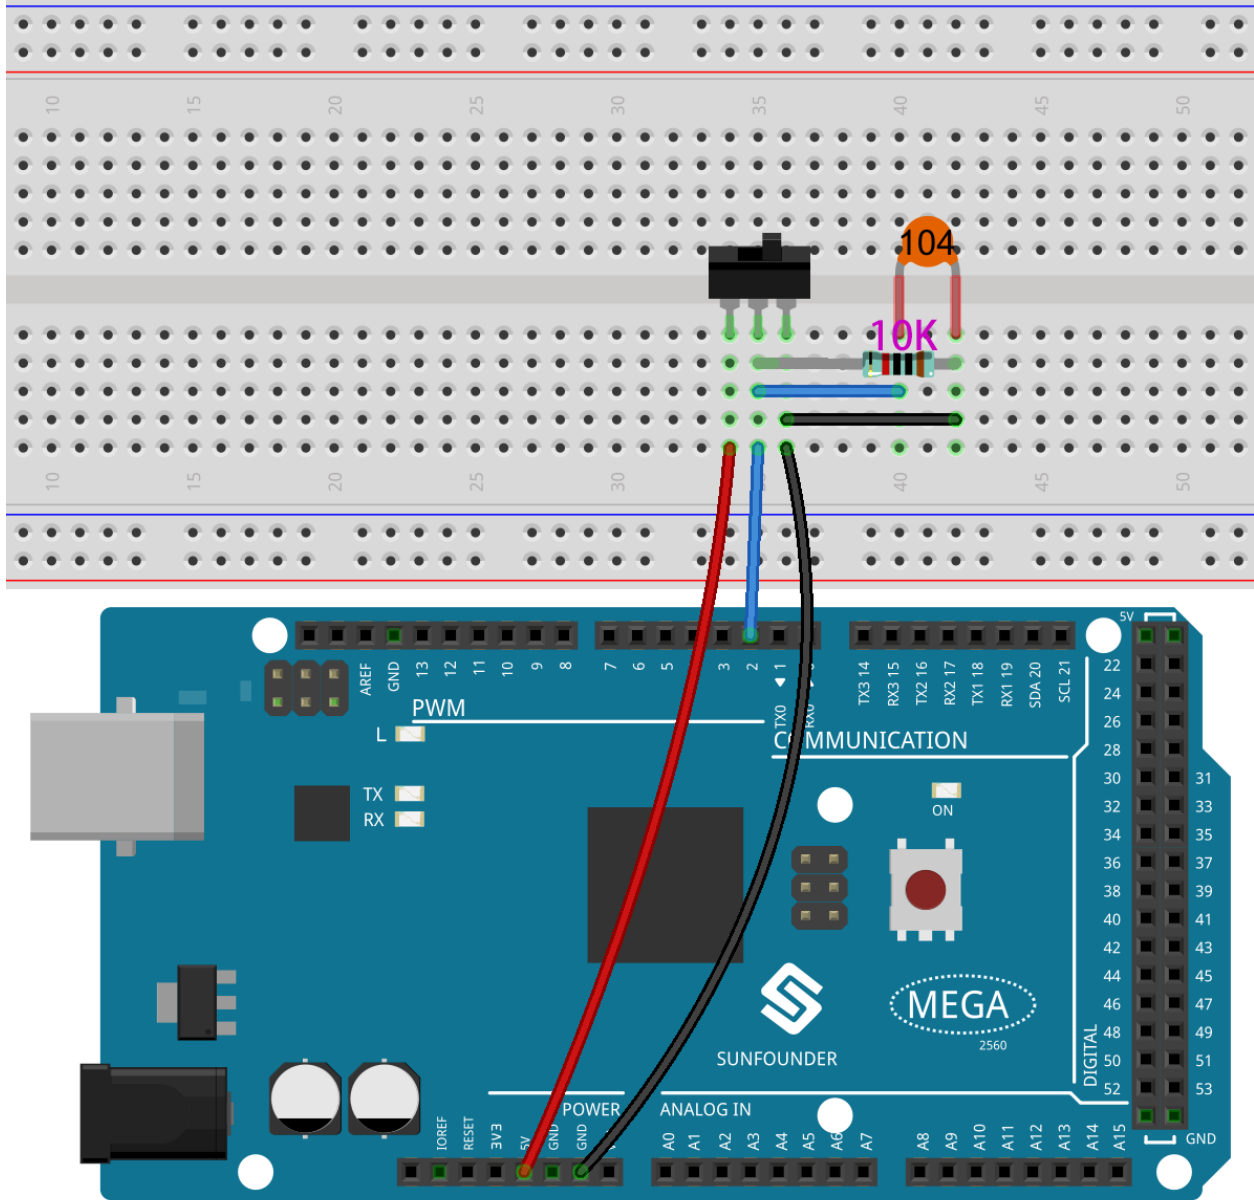 10 15 20 25 30 35 40 45 50
104
10K
10 15 20 25 30 40 45 50
5V
AREF GND 13 12 11 10 9 8 7 6 5 3 2 1 TX3 14 RX3 15 TX2 16 RX2 17 TX1 18 RX1 19 SDA 20 SCL 21
TX0 RX0
PWM
COMMUNICATION
L
TX
RX
ON
22
24
26
28
30 31
32 33
34 35
36 37
38 39
40 41
42 43
44 45
46 47
48 49
50 51
52 53
DIGITAL
GND
MEGA
2560
SUNFOUNDER
POWER ANALOG IN
IOREF RESET 3V3 5V GND GND A0 A1 A2 A3 A4 A5 A6 A7 A8 A9 A10 A11 A12 A13 A14 A15